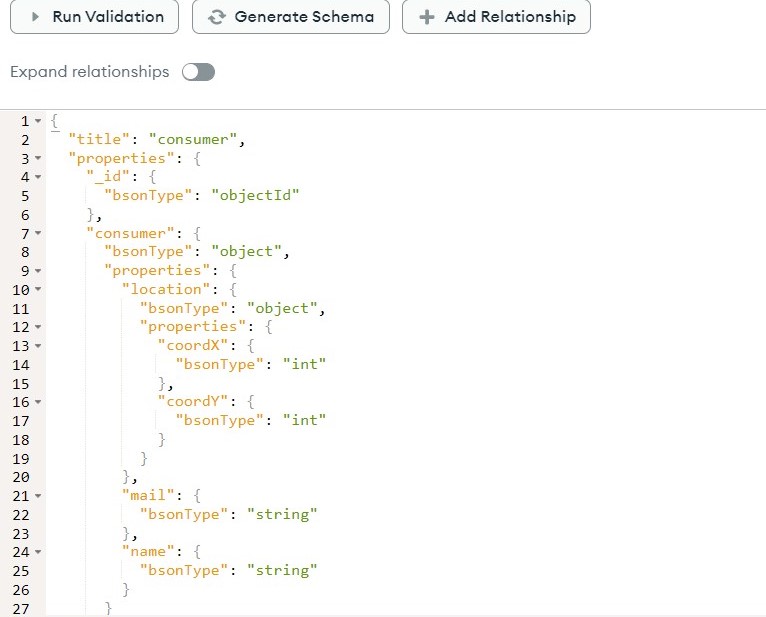 Run Validation Generate Schema Add Relationship
Expand relationships
1 {
2 "title": "consumer",
3 "properties": {
4 "_id": {
5 "bsonType": "objectId"
6 },
7 "consumer": {
8 "bsonType": "object",
9 "properties": {
10 "location": {
11 "bsonType": "object",
12 "properties": {
13 "coordX": {
14 "bsonType": "int"
15 },
16 "coordY": {
17 "bsonType": "int"
18 }
19 }
20 },
21 "mail": {
22 "bsonType": "string"
23 },
24 "name": {
25 "bsonType": "string"
26 }
27 }